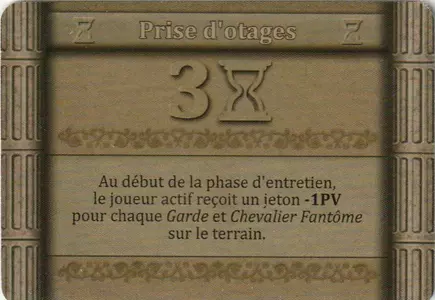 Prise d'otages
3
Au début de la phase d'entretien,
le joueur actif reçoit un jeton -1PV
pour chaque Garde et Chevalier Fantôme
sur le terrain.